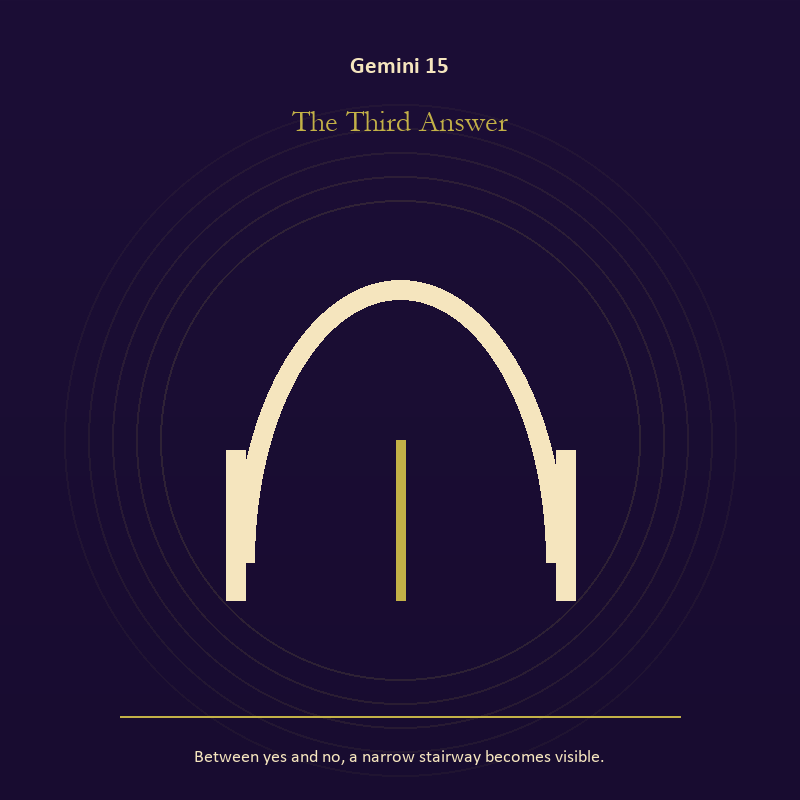 Gemini 15
The Third Answer
Between yes and no, a narrow stairway becomes visible.